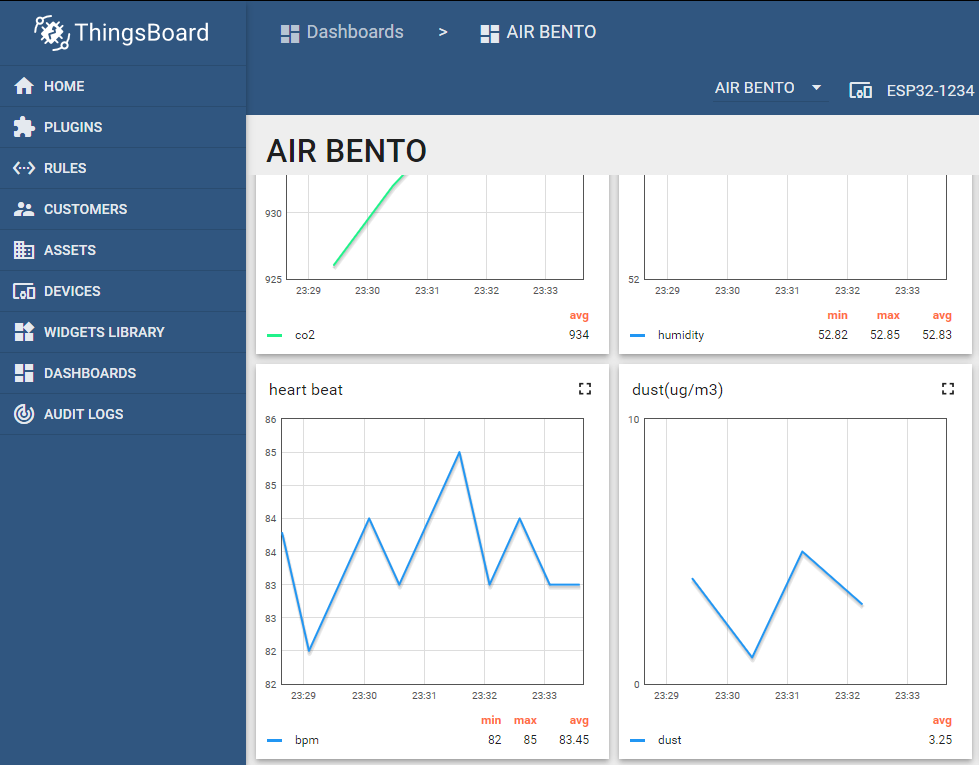 ThingsBoard
HOME
PLUGINS
RULES
CUSTOMERS
ASSETS
DEVICES
WIDGETS LIBRARY
DASHBOARDS
AUDIT LOGS
Dashboards > AIR BENTO
AIR BENTO ESP32-1234
AIR BENTO
930
925
23:29 23:30 23:31 23:32 23:33
avg
co2 934
52
23:29 23:30 23:31 23:32 23:33
min max avg
humidity 52.82 52.85 52.83
heart beat
86
85
85
84
84
83
83
82
82
23:29 23:30 23:31 23:32 23:33
min max avg
bpm 82 85 83.45
dust(ug/m3)
10
0
23:29 23:30 23:31 23:32 23:33
avg
dust 3.25